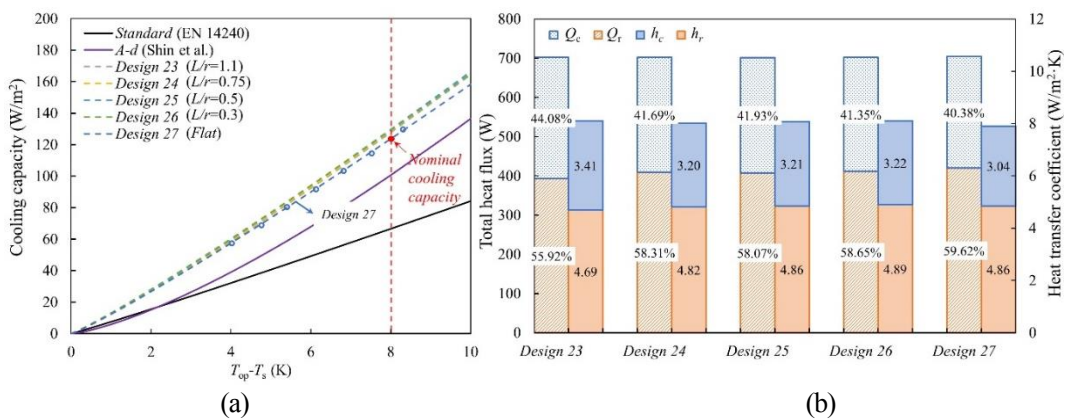 200
180
160
140
120
100
80
60
40
20
0
Cooling capacity (W/m²)
Standard (EN 14240)
A-d (Shin et al.)
Design 23 (L/r=1.1)
Design 24 (L/r=0.75)
Design 25 (L/r=0.5)
Design 26 (L/r=0.3)
Design 27 (Flat)
Nominal
cooling
capacity
Design 27
0 2 4 6 8 10
Top-Ts (K)
(a)
800
700
600
500
400
300
200
100
0
Total heat flux (W)
Qc Qr hc hr
44.08% 41.69% 41.93% 41.35% 40.38%
3.41 3.20 3.21 3.22 3.04
55.92% 58.31% 58.07% 58.65% 59.62%
4.69 4.82 4.86 4.89 4.86
Design 23 Design 24 Design 25 Design 26 Design 27
12
10
8
6
4
2
0
Heat transfer coefficient (W/m²·K)
(b)